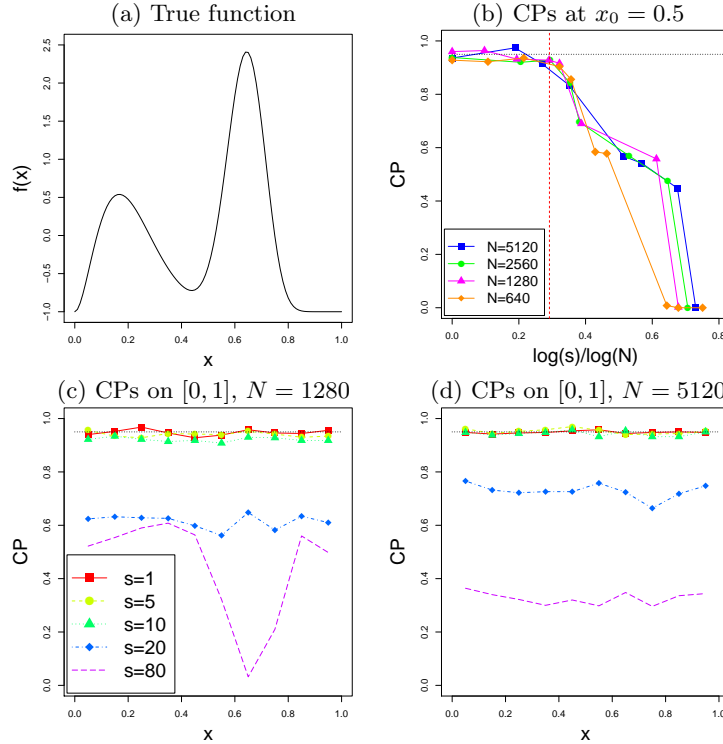 (a) True function
f(x)
2.5
2.0
1.5
1.0
0.5
0.0
−1.0
0.0 0.2 0.4 0.6 0.8 1.0
x
(b) CPs at x₀ = 0.5
CP
1.0
0.8
0.6
0.4
0.2
0.0
N=5120
N=2560
N=1280
N=640
0.0 0.2 0.4 0.6 0.8
log(s)/log(N)
(c) CPs on [0, 1], N = 1280
CP
1.0
0.8
0.6
0.4
0.2
0.0
s=1
s=5
s=10
s=20
s=80
0.0 0.2 0.4 0.6 0.8 1.0
x
(d) CPs on [0, 1], N = 5120
CP
1.0
0.8
0.6
0.4
0.2
0.0
0.0 0.2 0.4 0.6 0.8 1.0
x